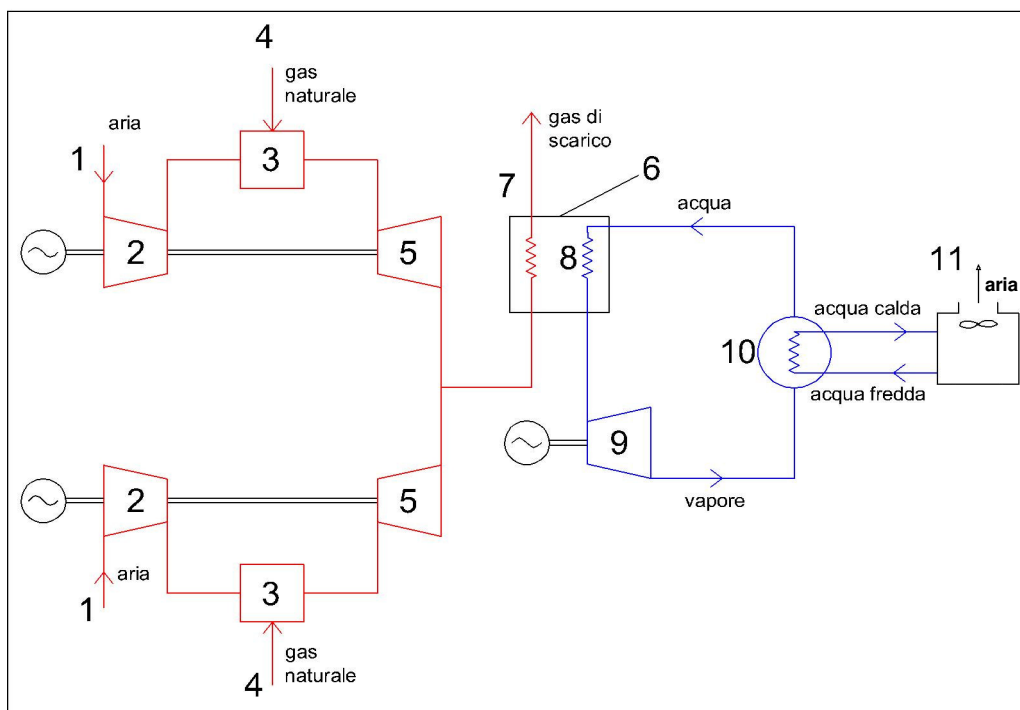 4
gas
naturale
aria
1
3
2
5
gas di
scarico
7
6
8
acqua
11
aria
acqua calda
10
acqua fredda
9
vapore
2
5
aria
1
3
gas
naturale
4